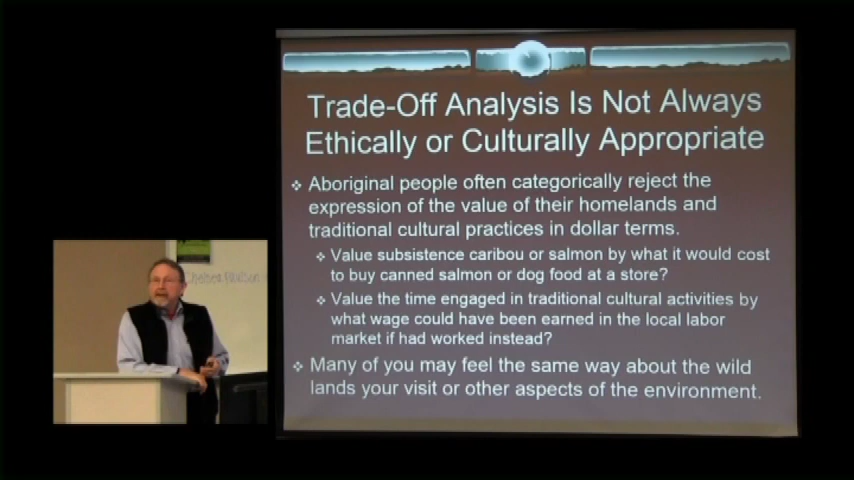 Trade-Off Analysis Is Not Always
Ethically or Culturally Appropriate
❖ Aboriginal people often categorically reject the
expression of the value of their homelands and
traditional cultural practices in dollar terms.
❖ Value subsistence caribou or salmon by what it would cost
to buy canned salmon or dog food at a store?
❖ Value the time engaged in traditional cultural activities by
what wage could have been earned in the local labor
market if had worked instead?
❖ Many of you may feel the same way about the wild
lands your visit or other aspects of the environment.
Chelsea